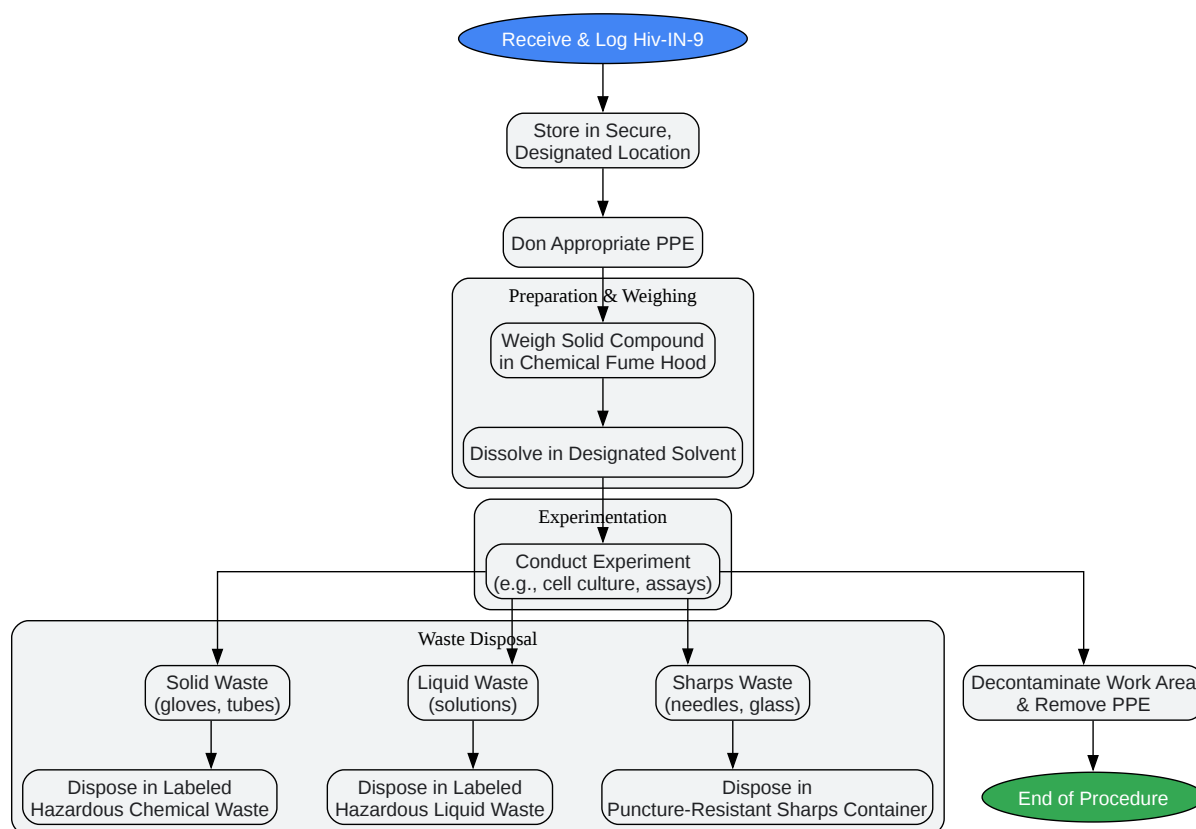 Receive & Log Hiv-IN-9
Store in Secure,
Designated Location
Don Appropriate PPE
Preparation & Weighing
Weigh Solid Compound
in Chemical Fume Hood
Dissolve in Designated Solvent
Experimentation
Conduct Experiment
(e.g., cell culture, assays)
Waste Disposal
Solid Waste
(gloves, tubes)
Liquid Waste
(solutions)
Sharps Waste
(needles, glass)
Decontaminate Work Area
& Remove PPE
Dispose in Labeled
Hazardous Chemical Waste
Dispose in Labeled
Hazardous Liquid Waste
Dispose in
Puncture-Resistant Sharps Container
End of Procedure